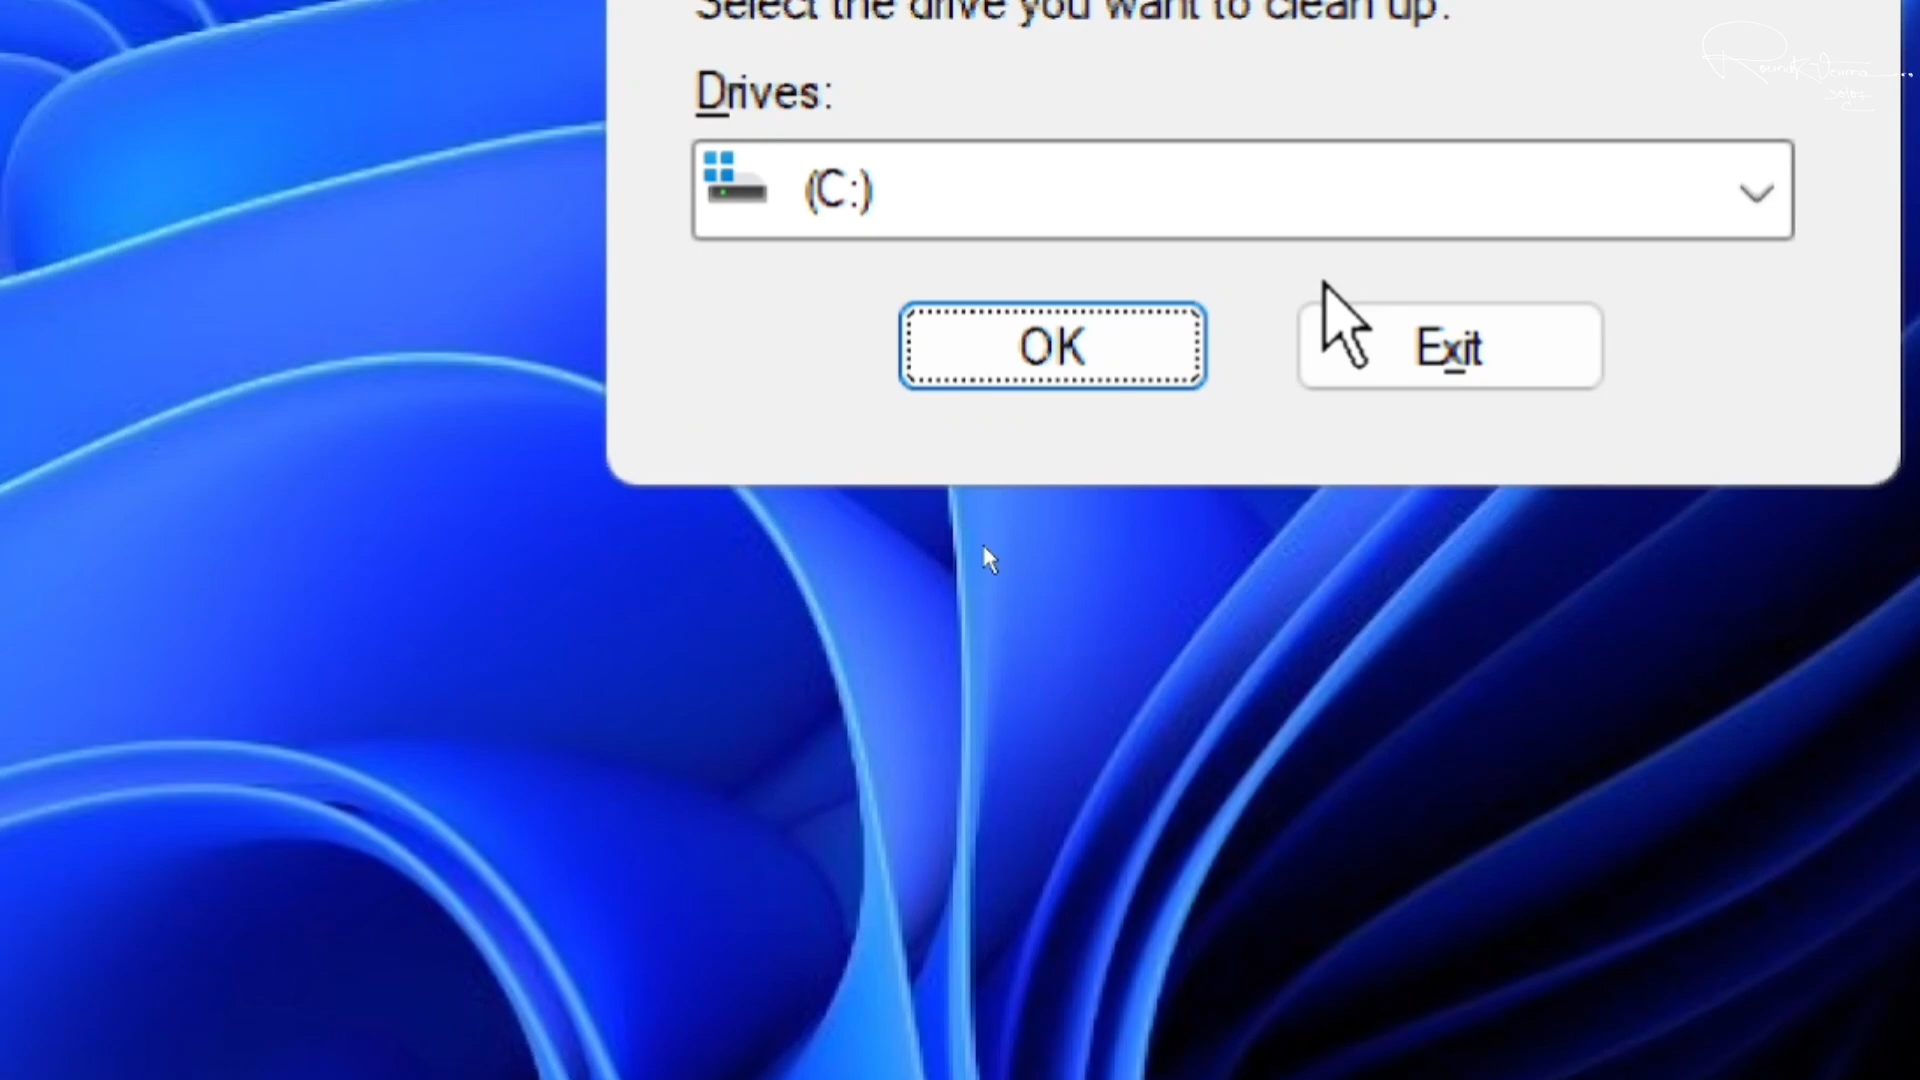 Select the drive you want to clean up:
Drives:
(C:)
OK
Exit